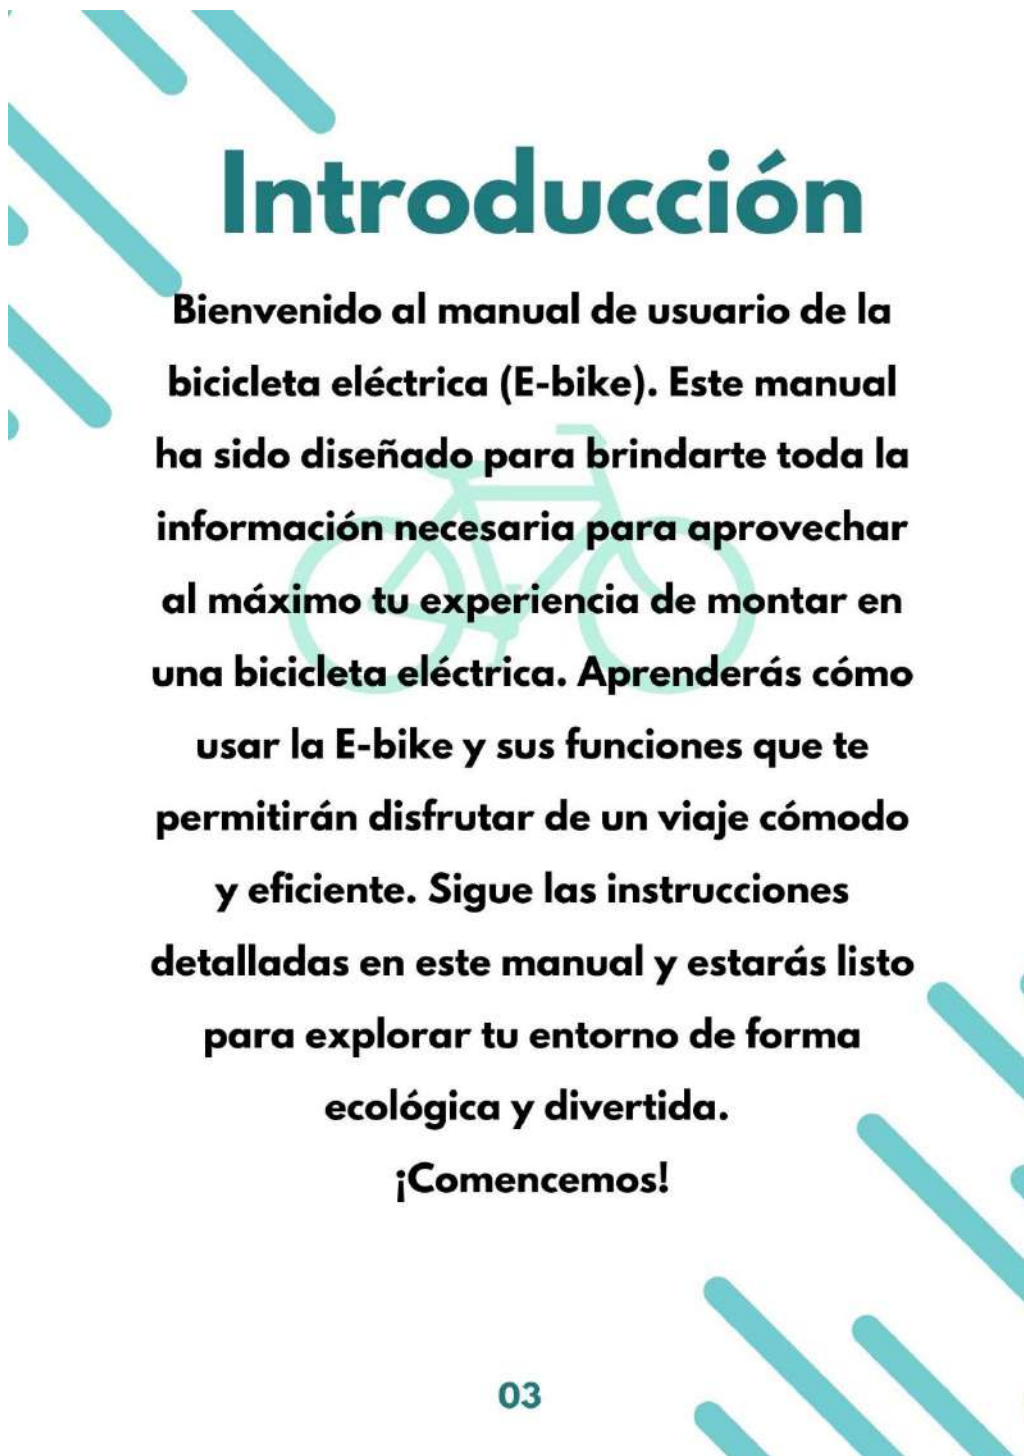 Introducción
Bienvenido al manual de usuario de la
bicicleta eléctrica (E-bike). Este manual
ha sido diseñado para brindarte toda la
información necesaria para aprovechar
al máximo tu experiencia de montar en
una bicicleta eléctrica. Aprenderás cómo
usar la E-bike y sus funciones que te
permitirán disfrutar de un viaje cómodo
y eficiente. Sigue las instrucciones
detalladas en este manual y estarás listo
para explorar tu entorno de forma
ecológica y divertida.
¡Comencemos!
03